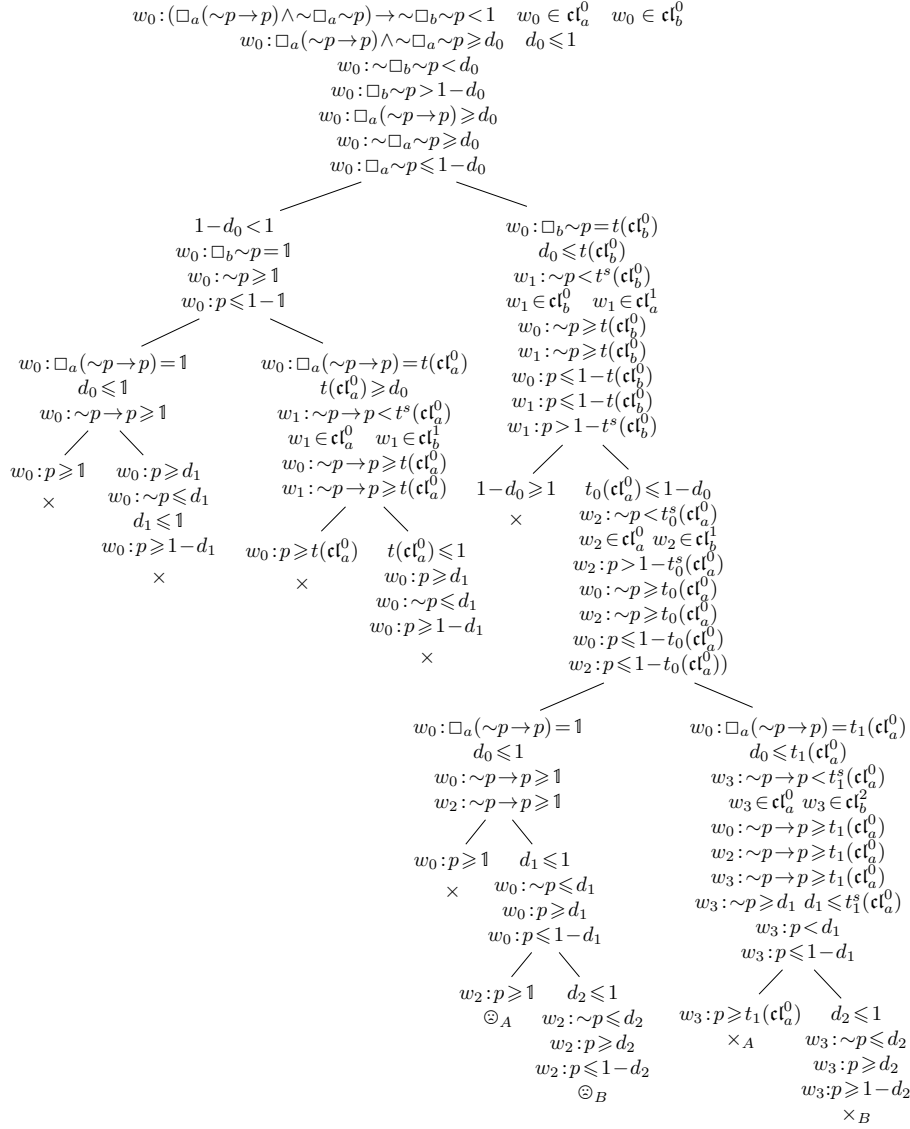 w₀:(□ₐ(∼p→p)∧∼□ₐ∼p)→∼□_b∼p<1 w₀ ∈ 𝔠𝔩ₐ⁰ w₀ ∈ 𝔠𝔩_b⁰
w₀:□ₐ(∼p→p)∧∼□ₐ∼p⩾d₀ d₀⩽1
w₀:∼□_b∼p<d₀
w₀:□_b∼p>1−d₀
w₀:□ₐ(∼p→p)⩾d₀
w₀:∼□ₐ∼p⩾d₀
w₀:□ₐ∼p⩽1−d₀
1−d₀<1
w₀:□_b∼p=𝟙
w₀:∼p⩾𝟙
w₀:p⩽1−𝟙
w₀:□ₐ(∼p→p)=𝟙
d₀⩽𝟙
w₀:∼p→p⩾𝟙
w₀:p⩾𝟙
×
w₀:p⩾d₁
w₀:∼p⩽d₁
d₁⩽𝟙
w₀:p⩾1−d₁
×
w₀:□ₐ(∼p→p)=t(𝔠𝔩ₐ⁰)
t(𝔠𝔩ₐ⁰)⩾d₀
w₁:∼p→p<tˢ(𝔠𝔩ₐ⁰)
w₁∈𝔠𝔩ₐ⁰ w₁∈𝔠𝔩_b¹
w₀:∼p→p⩾t(𝔠𝔩ₐ⁰)
w₁:∼p→p⩾t(𝔠𝔩ₐ⁰)
w₀:p⩾t(𝔠𝔩ₐ⁰)
×
t(𝔠𝔩ₐ⁰)⩽1
w₀:p⩾d₁
w₀:∼p⩽d₁
w₀:p⩾1−d₁
×
w₀:□_b∼p=t(𝔠𝔩_b⁰)
d₀⩽t(𝔠𝔩_b⁰)
w₁:∼p<tˢ(𝔠𝔩_b⁰)
w₁∈𝔠𝔩_b⁰ w₁∈𝔠𝔩ₐ¹
w₀:∼p⩾t(𝔠𝔩_b⁰)
w₁:∼p⩾t(𝔠𝔩_b⁰)
w₀:p⩽1−t(𝔠𝔩_b⁰)
w₁:p⩽1−t(𝔠𝔩_b⁰)
w₁:p>1−tˢ(𝔠𝔩_b⁰)
1−d₀⩾1
×
t₀(𝔠𝔩ₐ⁰)⩽1−d₀
w₂:∼p<t₀ˢ(𝔠𝔩ₐ⁰)
w₂∈𝔠𝔩ₐ⁰ w₂∈𝔠𝔩_b¹
w₂:p>1−t₀ˢ(𝔠𝔩ₐ⁰)
w₀:∼p⩾t₀(𝔠𝔩ₐ⁰)
w₂:∼p⩾t₀(𝔠𝔩ₐ⁰)
w₀:p⩽1−t₀(𝔠𝔩ₐ⁰)
w₂:p⩽1−t₀(𝔠𝔩ₐ⁰))
w₀:□ₐ(∼p→p)=𝟙
d₀⩽1
w₀:∼p→p⩾𝟙
w₂:∼p→p⩾𝟙
w₀:p⩾𝟙
×
d₁⩽1
w₀:∼p⩽d₁
w₀:p⩾d₁
w₀:p⩽1−d₁
w₂:p⩾𝟙
☹_A
d₂⩽1
w₂:∼p⩽d₂
w₂:p⩾d₂
w₂:p⩽1−d₂
☹_B
w₀:□ₐ(∼p→p)=t₁(𝔠𝔩ₐ⁰)
d₀⩽t₁(𝔠𝔩ₐ⁰)
w₃:∼p→p<t₁ˢ(𝔠𝔩ₐ⁰)
w₃∈𝔠𝔩ₐ⁰ w₃∈𝔠𝔩_b²
w₀:∼p→p⩾t₁(𝔠𝔩ₐ⁰)
w₂:∼p→p⩾t₁(𝔠𝔩ₐ⁰)
w₃:∼p→p⩾t₁(𝔠𝔩ₐ⁰)
w₃:∼p⩾d₁ d₁⩽t₁ˢ(𝔠𝔩ₐ⁰)
w₃:p<d₁
w₃:p⩽1−d₁
w₃:p⩾t₁(𝔠𝔩ₐ⁰)
×_A
d₂⩽1
w₃:∼p⩽d₂
w₃:p⩾d₂
w₃:p⩾1−d₂
×_B